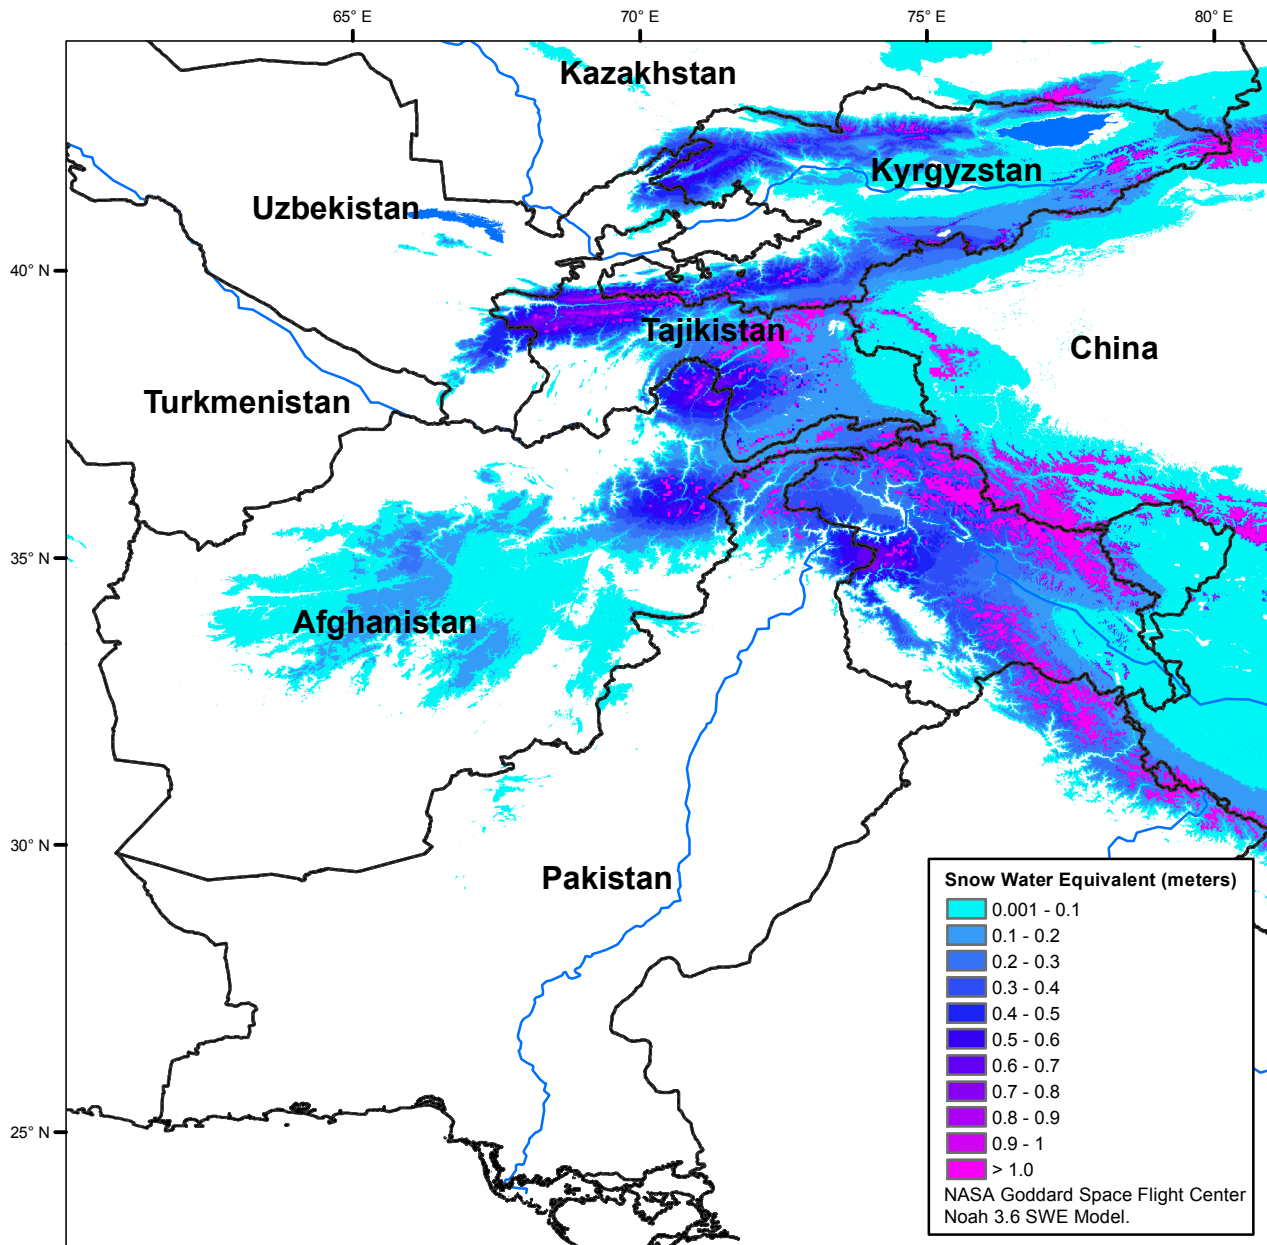 65° E
70° E
75° E
80° E
Kazakhstan
Kyrgyzstan
Uzbekistan
40° N
Tajikistan
China
Turkmenistan
35° N
Afghanistan
30° N
Pakistan
25° N
Snow Water Equivalent (meters)
0.001 - 0.1
0.1 - 0.2
0.2 - 0.3
0.3 - 0.4
0.4 - 0.5
0.5 - 0.6
0.6 - 0.7
0.7 - 0.8
0.8 - 0.9
0.9 - 1
> 1.0
NASA Goddard Space Flight Center
Noah 3.6 SWE Model.